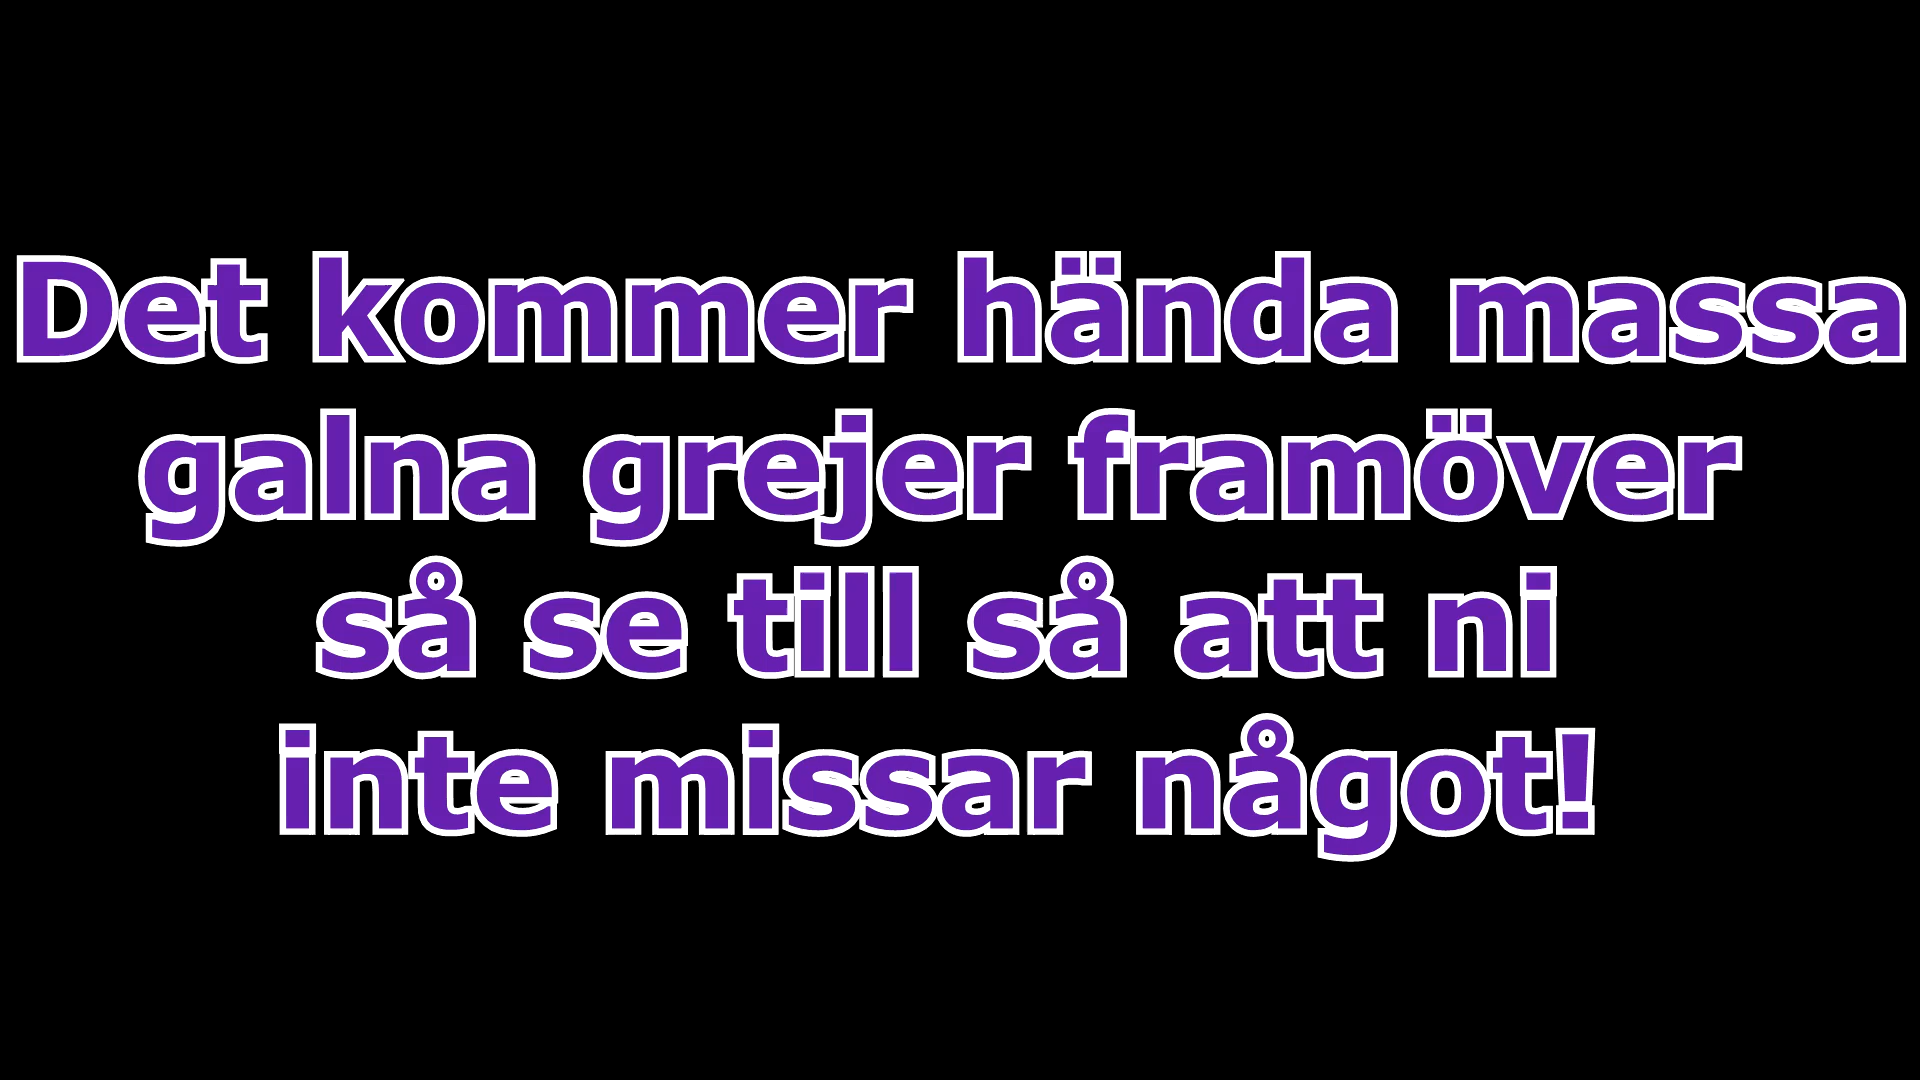 Det kommer hända massa
galna grejer framöver
så se till så att ni
inte missar något!